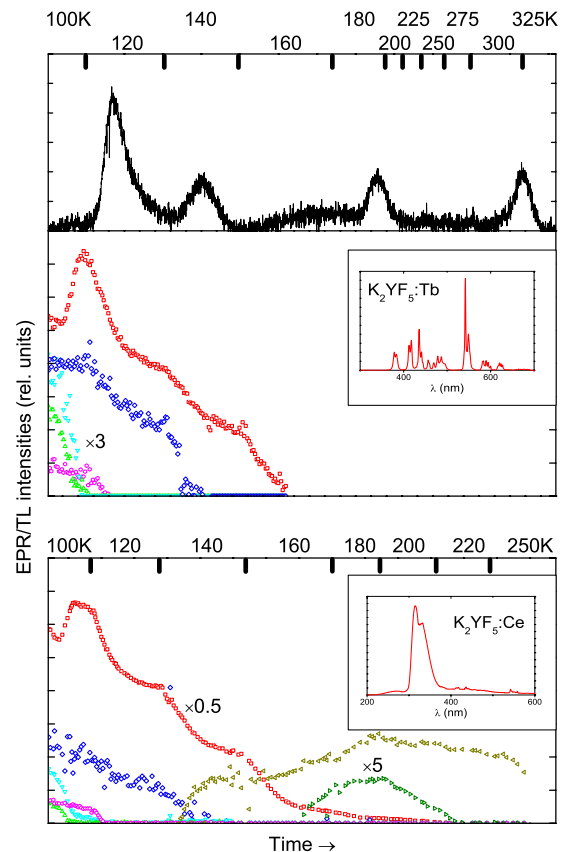 100K 140 180 225 275 325K
120 160 200 250 300
K₂YF₅:Tb
400 600
λ (nm)
×3
EPR/TL intensities (rel. units)
100K 120 140 160 180 200 220 250K
K₂YF₅:Ce
200 400 600
λ (nm)
×0.5
×5
Time →